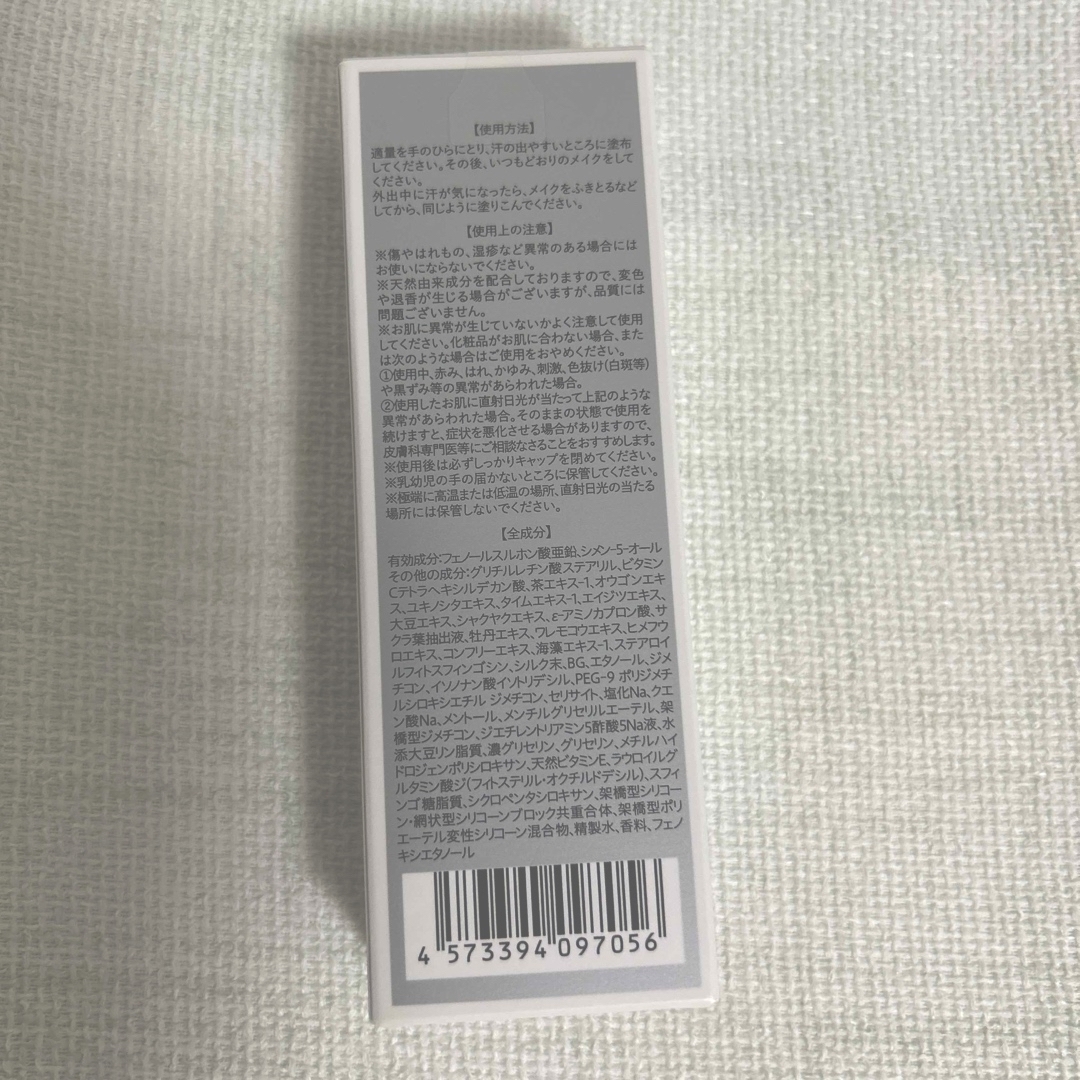 【使用方法】
適量を手のひらにとり、汗の出やすいところに塗布
してください。その後、いつもどおりのメイクをして
ください。
外出中に汗が気になったら、メイクをふきとるなど
してから、同じように塗りこんでください。
【使用上の注意】
※傷やはれもの、湿疹など異常のある場合には
お使いにならないでください。
※天然由来成分を配合しておりますので、変色
や退香が生じる場合がございますが、品質には
問題ございません。
※お肌に異常が生じていないかよく注意して使用
してください。化粧品がお肌に合わない場合、また
は次のような場合はご使用をおやめください。
①使用中、赤み、はれ、かゆみ、刺激、色抜け(白斑等)
や黒ずみ等の異常があらわれた場合。
②使用したお肌に直射日光が当たって上記のような
異常があらわれた場合。そのままの状態で使用を
続けますと、症状を悪化させる場合がありますので、
皮膚科専門医等にご相談なさることをおすすめします。
※使用後は必ずしっかりキャップを閉めてください。
※乳幼児の手の届かないところに保管してください。
※極端に高温または低温の場所、直射日光の当たる
場所には保管しないでください。
【全成分】
有効成分:フェノールスルホン酸亜鉛、シメン-5-オール
その他の成分:グリチルレチン酸ステアリル、ビタミン
Cテトラヘキシルデカン酸、茶エキス-1、オウゴンエキ
ス、ユキノシタエキス、タイムエキス-1、エイジツエキス、
大豆エキス、シャクヤクエキス、ε-アミノカプロン酸、サ
クラ葉抽出液、牡丹エキス、ワレモコウエキス、ヒメフウ
ロエキス、コンフリーエキス、海藻エキス-1、ステアロイ
ルフィトスフィンゴシン、シルク末、BG、エタノール、ジメ
チコン、イソノナン酸イソトリデシル、PEG-9 ポリジメチ
ルシロキシエチル ジメチコン、セリサイト、塩化Na、クエ
ン酸Na、メントール、メンチルグリセリルエーテル、架
橋型ジメチコン、ジエチレントリアミン5酢酸5Na液、水
添大豆リン脂質、濃グリセリン、グリセリン、メチルハイ
ドロジェンポリシロキサン、天然ビタミンE、ラウロイルグ
ルタミン酸ジ(フィトステリル・オクチルドデシル)、スフィ
ンゴ糖脂質、シクロペンタシロキサン、架橋型シリコー
ン・網状型シリコーンブロック共重合体、架橋型ポリ
エーテル変性シリコーン混合物、精製水、香料、フェノ
キシエタノール
4 573394 097056